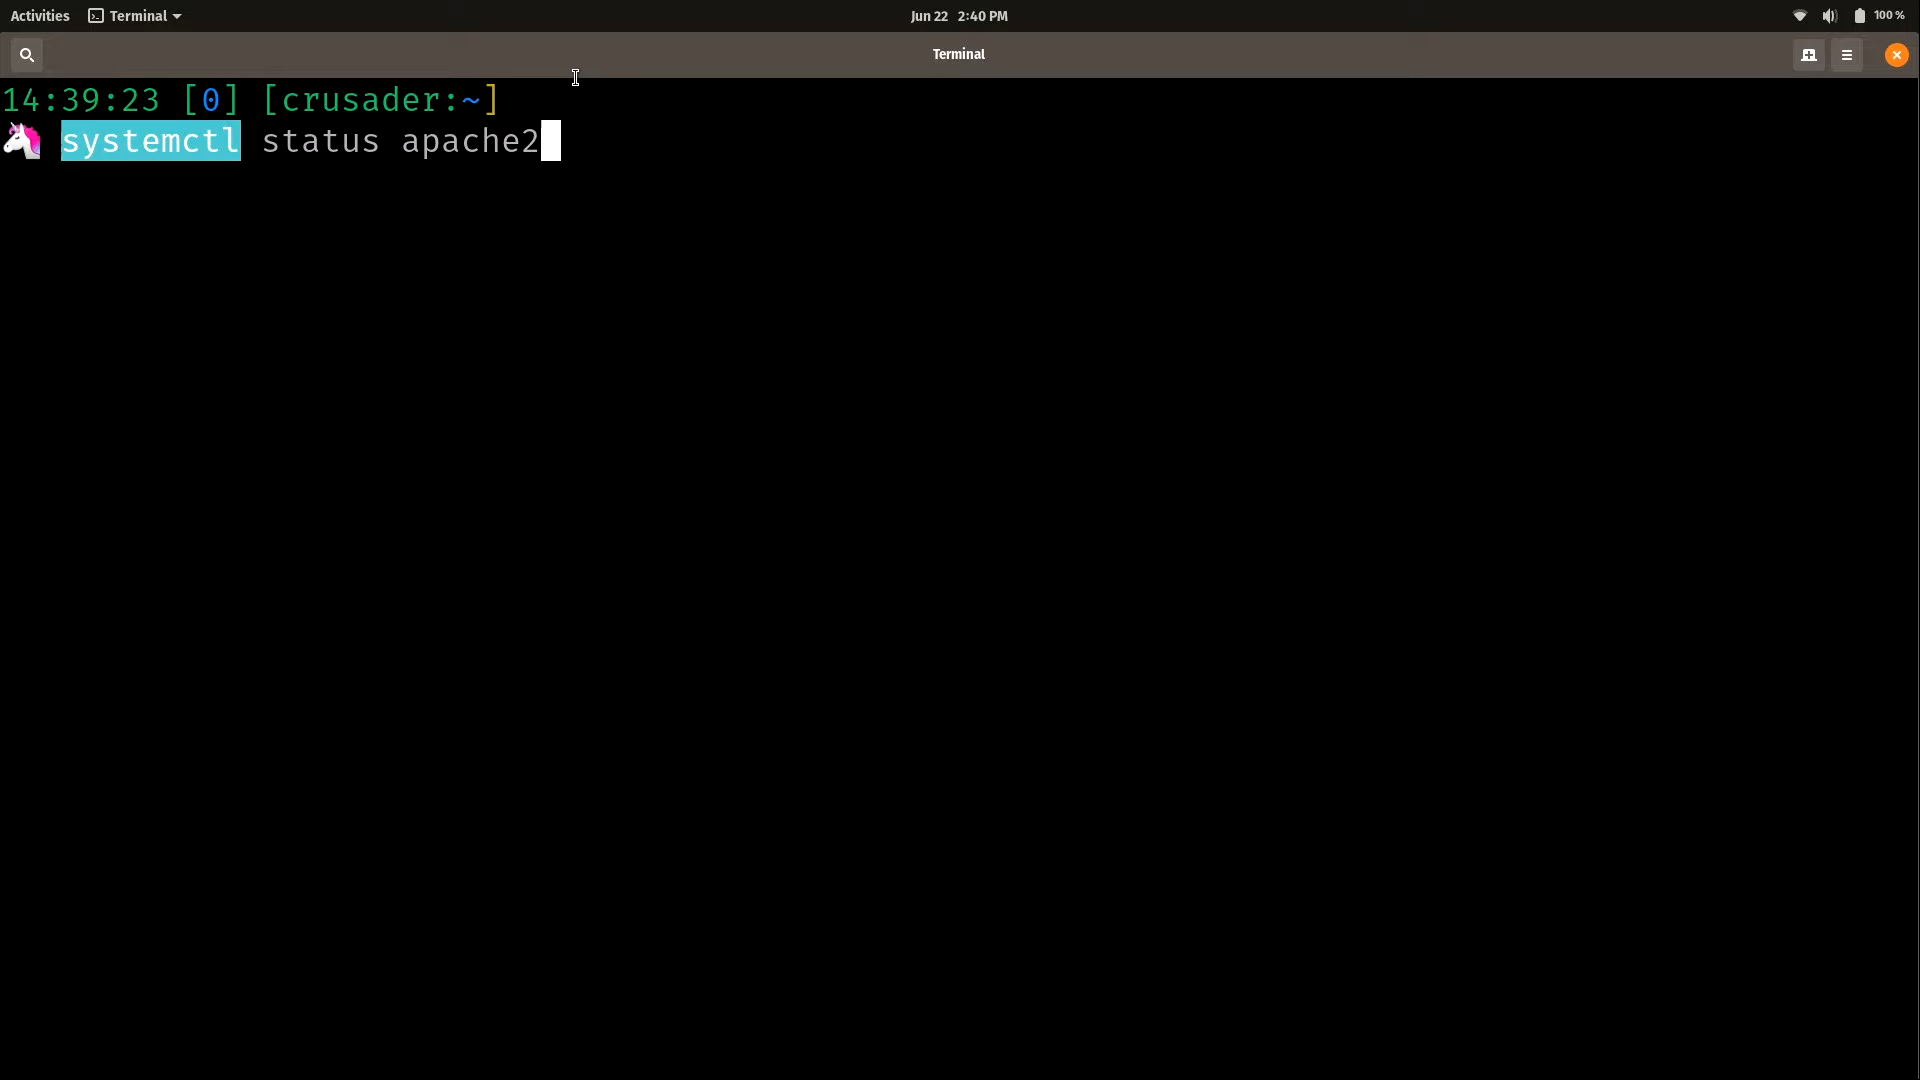 Activities Terminal Jun 22 2:40 PM 100 %
Terminal
14:39:23 [0] [crusader:~]
🦄 systemctl status apache2